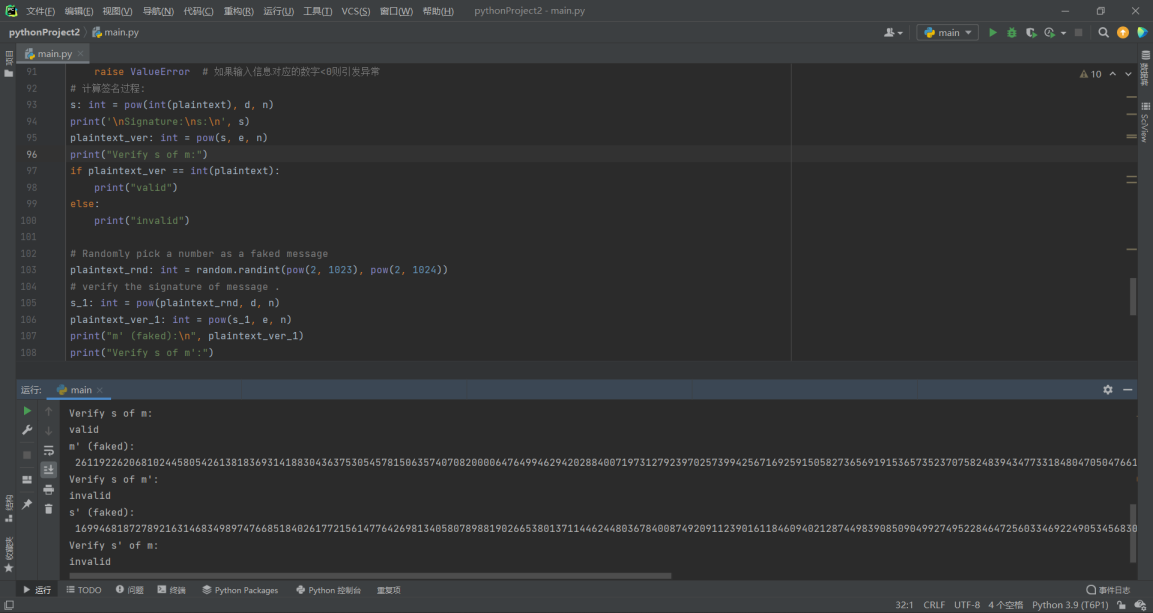 文件(F) 编辑(E) 视图(V) 导航(N) 代码(C) 重构(R) 运行(U) 工具(T) VCS(S) 窗口(W) 帮助(H) pythonProject2 - main.py
pythonProject2 main.py main
main.py
项目
91 raise ValueError # 如果输入信息对应的数字<0则引发异常
10
92 # 计算签名过程:
93 s: int = pow(int(plaintext), d, n)
94 print('\nSignature:\ns:\n', s)
95 plaintext_ver: int = pow(s, e, n)
96 print("Verify s of m:")
97 if plaintext_ver == int(plaintext):
98 print("valid")
99 else:
100 print("invalid")
101
102 # Randomly pick a number as a faked message
103 plaintext_rnd: int = random.randint(pow(2, 1023), pow(2, 1024))
104 # verify the signature of message .
105 s_1: int = pow(plaintext_rnd, d, n)
106 plaintext_ver_1: int = pow(s_1, e, n)
107 print("m' (faked):\n", plaintext_ver_1)
108 print("Verify s of m':")
数据库
SciView
运行: main
Verify s of m:
valid
m' (faked):
261192262068102445805426138183693141883043637530545781506357407082000064764994629420288400719731279239702573994256716925915058273656919153657352370758248394347733184804705047661
Verify s of m':
invalid
s' (faked):
169946818727892163146834989747668518402617721561477642698134058078988190266538013711446244803678400874920911239016118460940212874498390850904992749522846472560334692249053456830
Verify s' of m:
invalid
结构
收藏夹
运行 TODO 问题 终端 Python Packages Python 控制台 重复项 事件日志
32:1 CRLF UTF-8 4 个空格 Python 3.9 (T6P1)